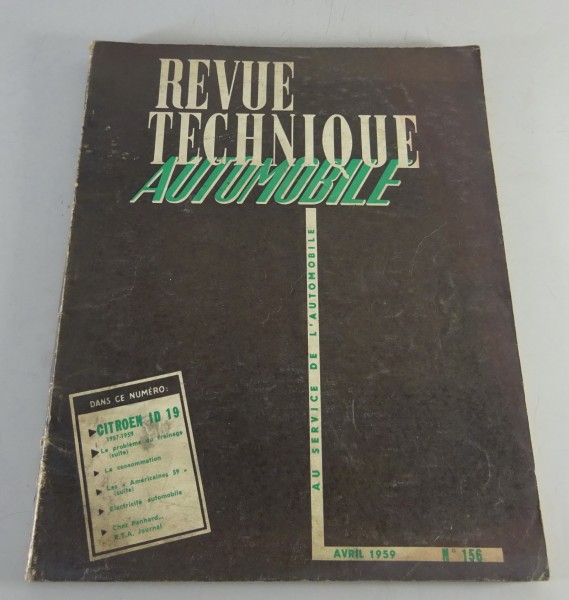 REVUE
TECHNIQUE
AUTOMOBILE
AU SERVICE DE L'AUTOMOBILE
DANS CE NUMÉRO:
CITROEN ID 19
1957-1959
Le problème du freinage
(suite)
La consommation
Les « Américaines 59 »
(suite)
Electricité automobile
Chez Panhard...
R.T.A. Journal
AVRIL 1959 N° 156